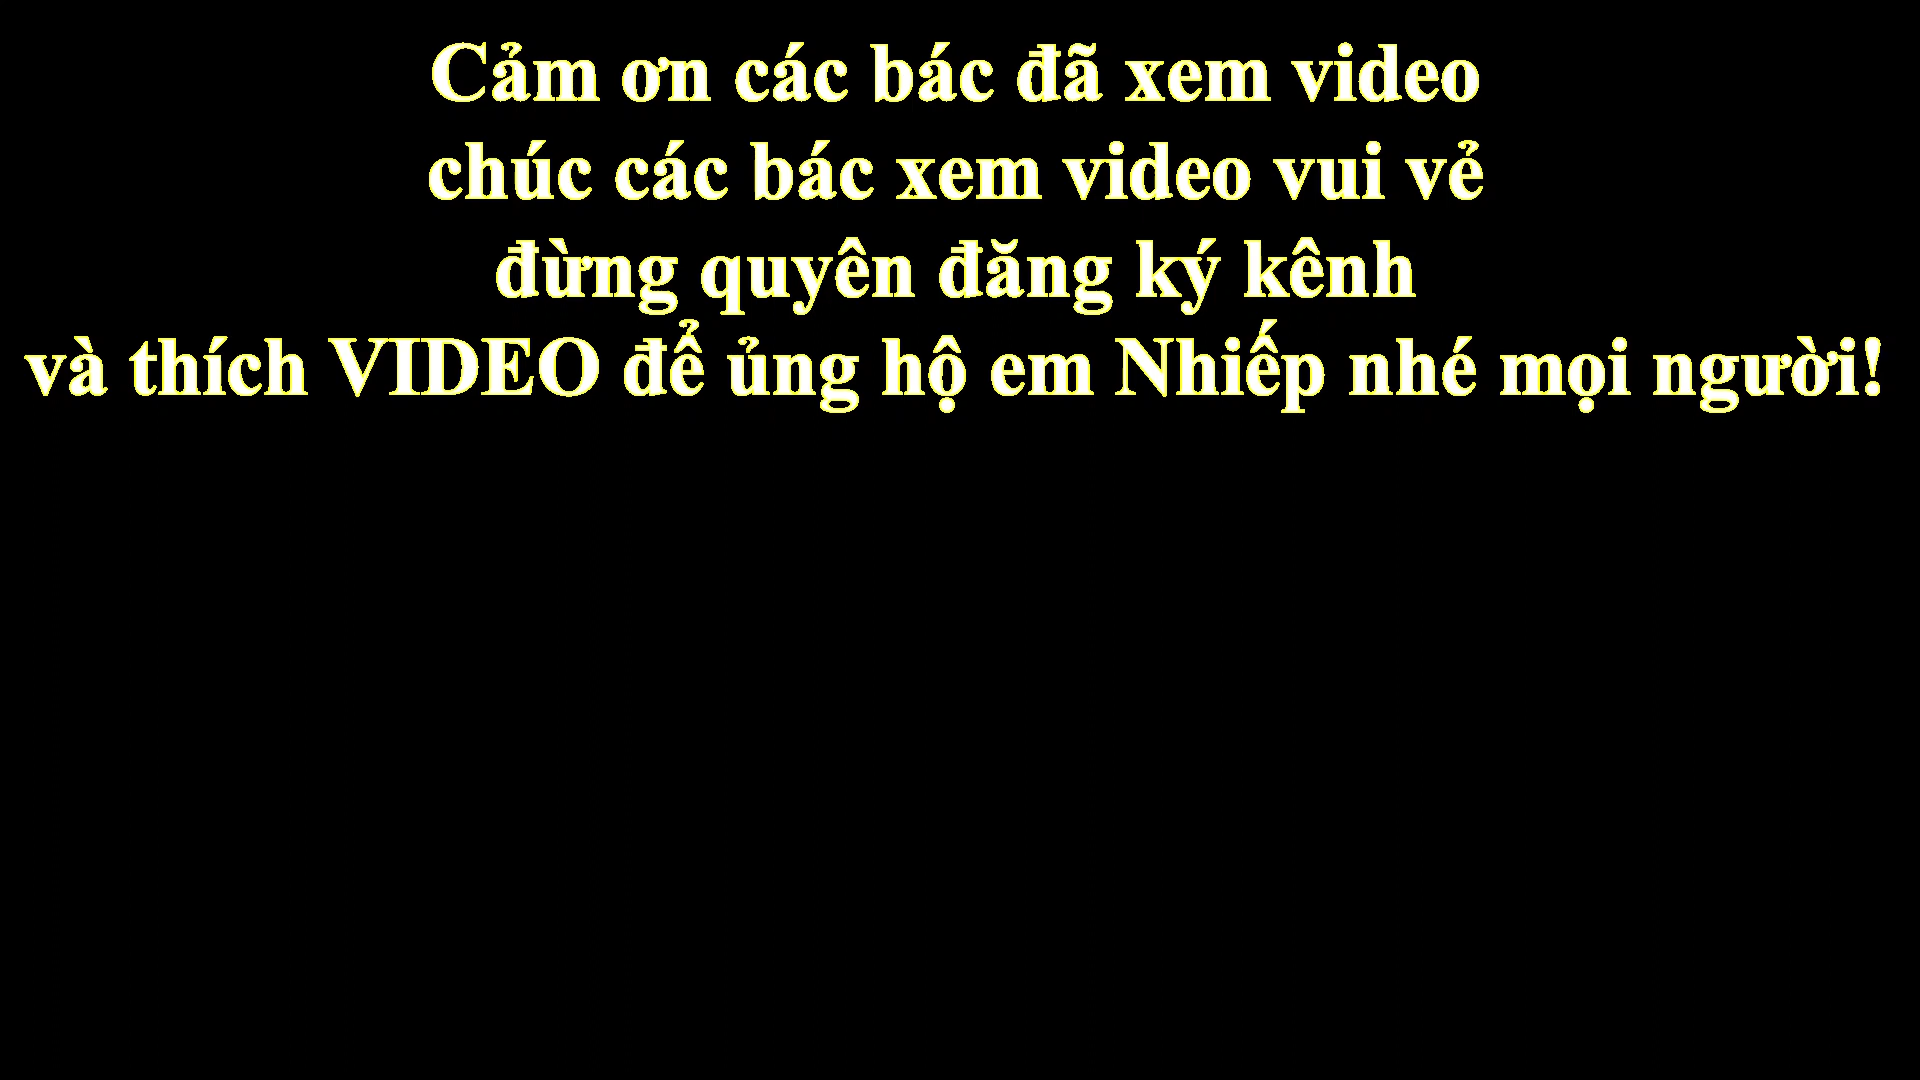 Cảm ơn các bác đã xem video
chúc các bác xem video vui vẻ
đừng quyên đăng ký kênh
và thích VIDEO để ủng hộ em Nhiếp nhé mọi người!